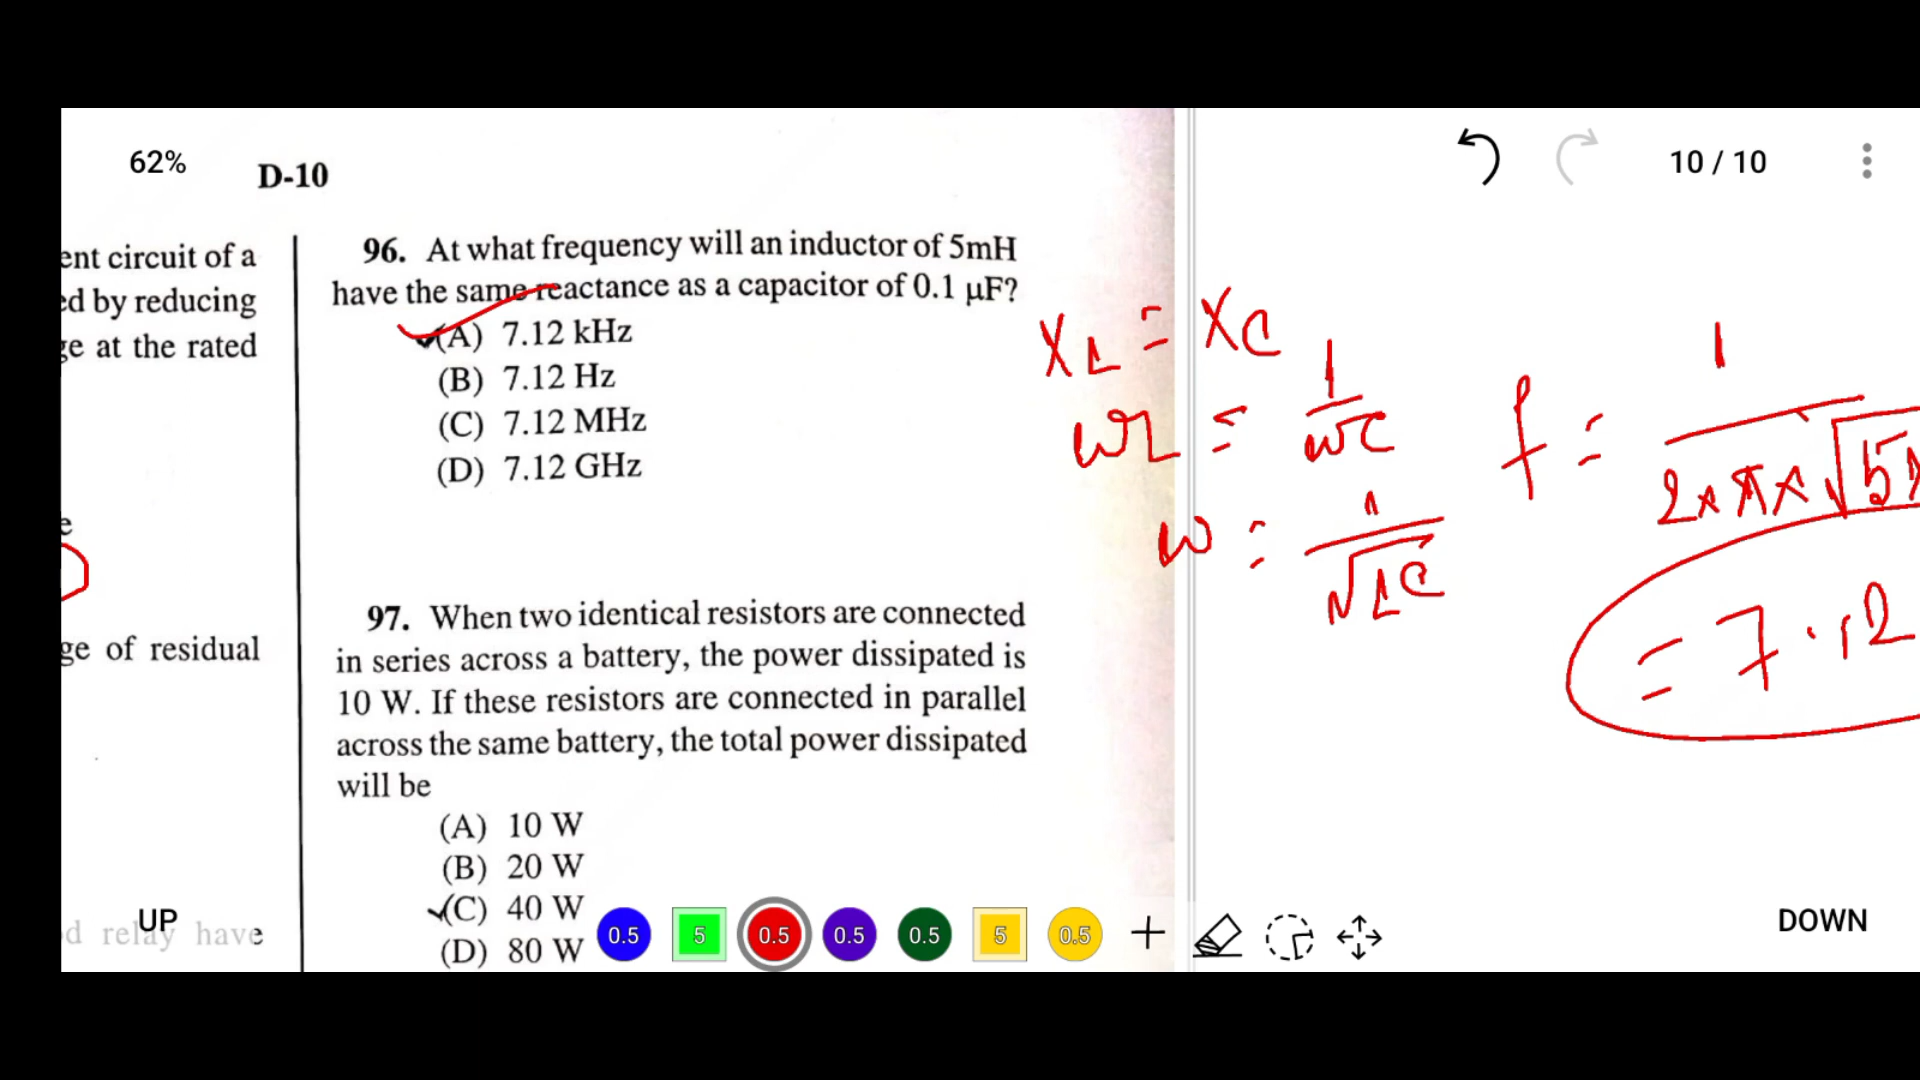 62%
D-10
10 / 10
ent circuit of a
ed by reducing
ge at the rated
e
ge of residual
d relay have
96. At what frequency will an inductor of 5mH
have the same reactance as a capacitor of 0.1 µF?
(A) 7.12 kHz
(B) 7.12 Hz
(C) 7.12 MHz
(D) 7.12 GHz
97. When two identical resistors are connected
in series across a battery, the power dissipated is
10 W. If these resistors are connected in parallel
across the same battery, the total power dissipated
will be
(A) 10 W
(B) 20 W
(C) 40 W
(D) 80 W
XL = XC
wL = 1/wC
w = 1/√LC
f = 1/2×π×√5×
= 7.12
UP
0.5 5 0.5 0.5 0.5 5 0.5
DOWN